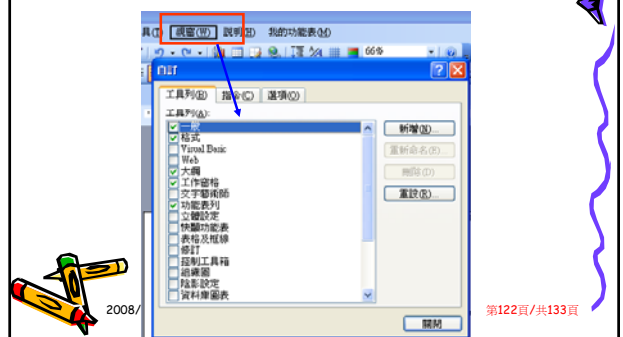 具(T) 視窗(W) 說明(H) 我的功能表(M)
66%
自訂
工具列(B) 指令(C) 選項(O)
工具列(A):
一般
格式
Visual Basic
Web
大綱
工作窗格
文字藝術師
功能表列
立體設定
快顯功能表
表格及框線
修訂
控制工具箱
組織圖
陰影設定
資料庫圖表
新增(N)...
重新命名(E)...
刪除(D)
重設(R)...
關閉
2008/
第122頁/共133頁